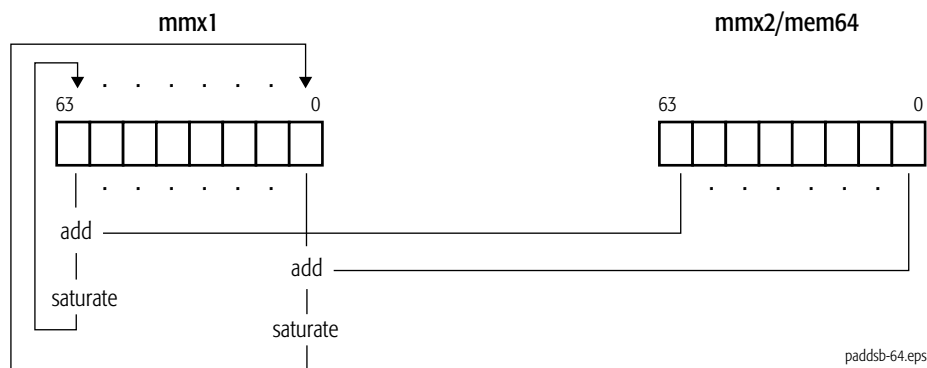 mmx1
mmx2/mem64
. . . . . .
63 0
63 0
. . . . . .
. . . . . .
add
add
saturate
saturate
paddsb-64.eps